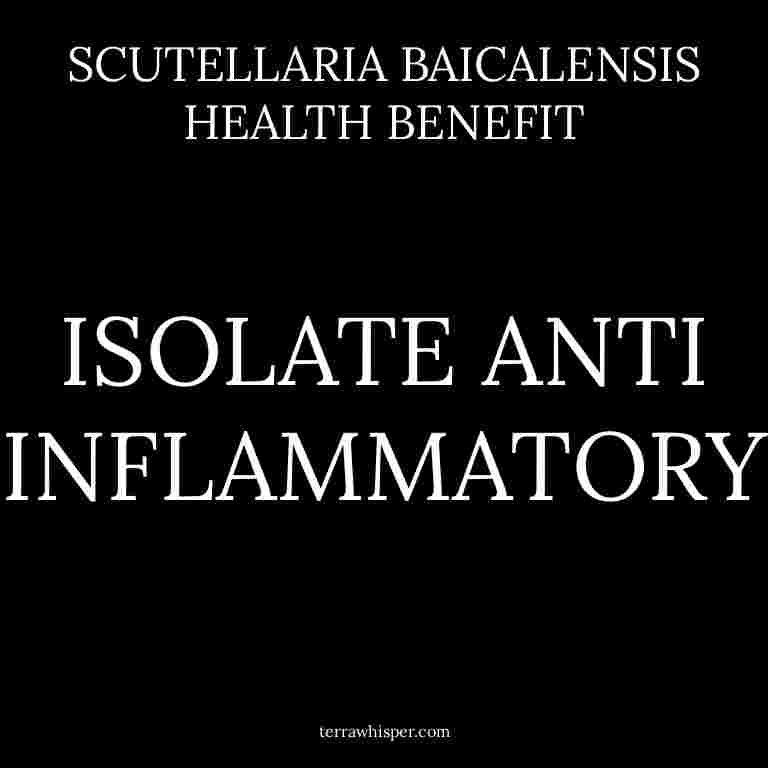 SCUTELLARIA BAICALENSIS
HEALTH BENEFIT
ISOLATE ANTI
INFLAMMATORY
terrawhisper.com